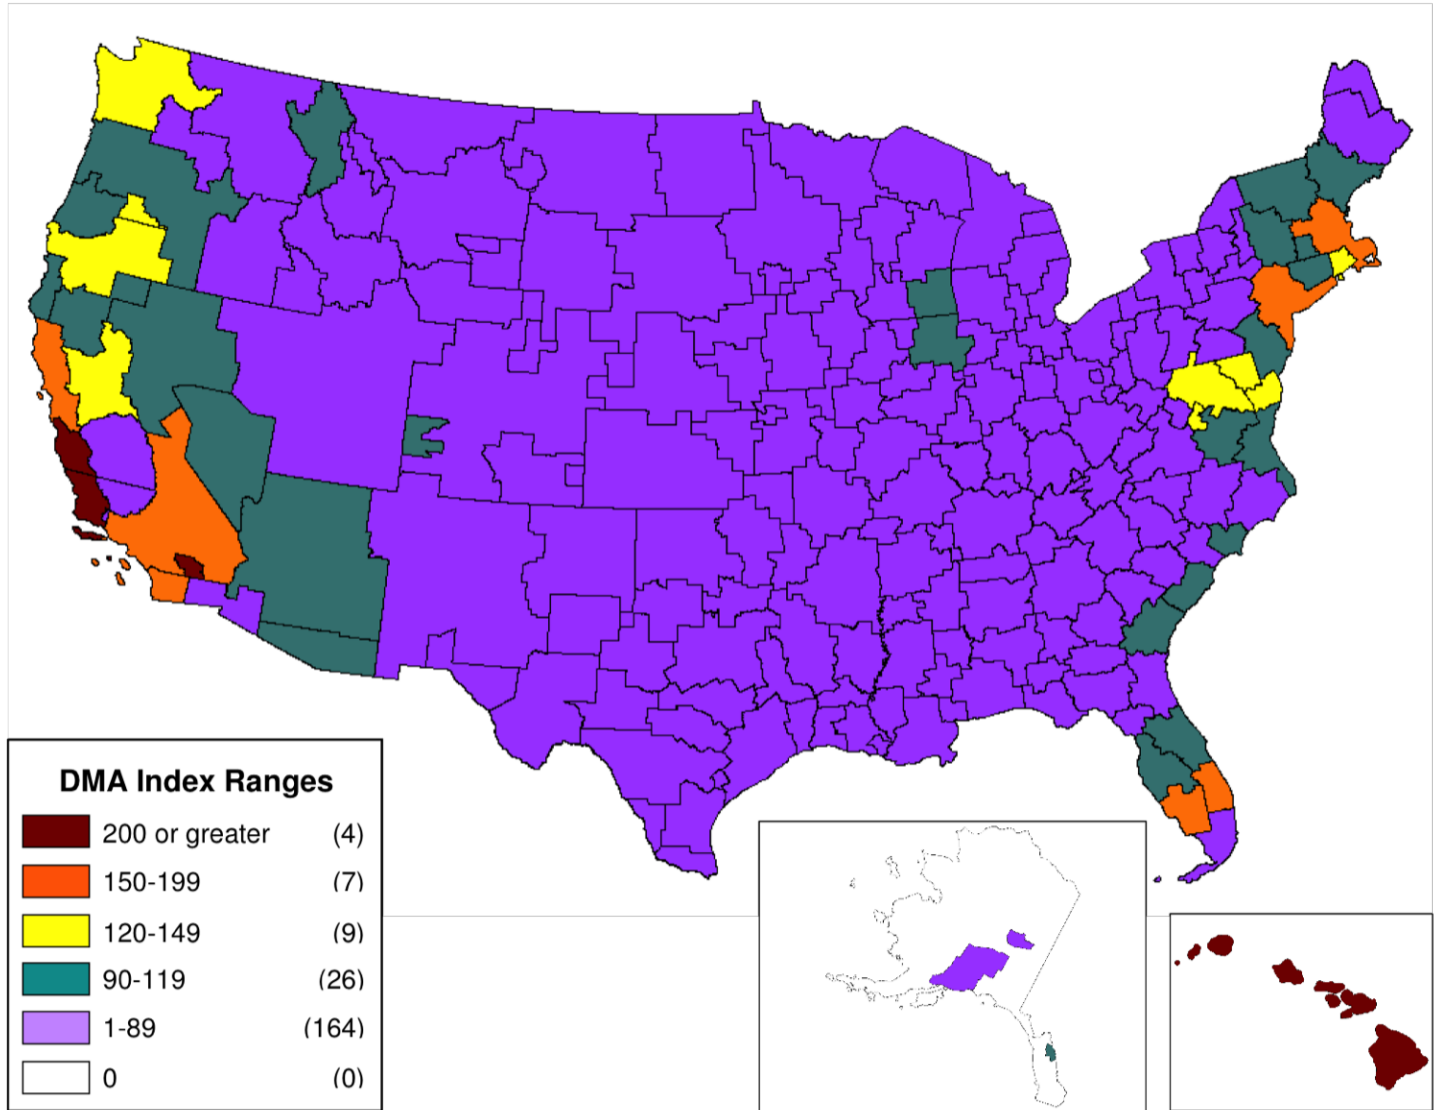 DMA Index Ranges
200 or greater (4)
150-199 (7)
120-149 (9)
90-119 (26)
1-89 (164)
0 (0)